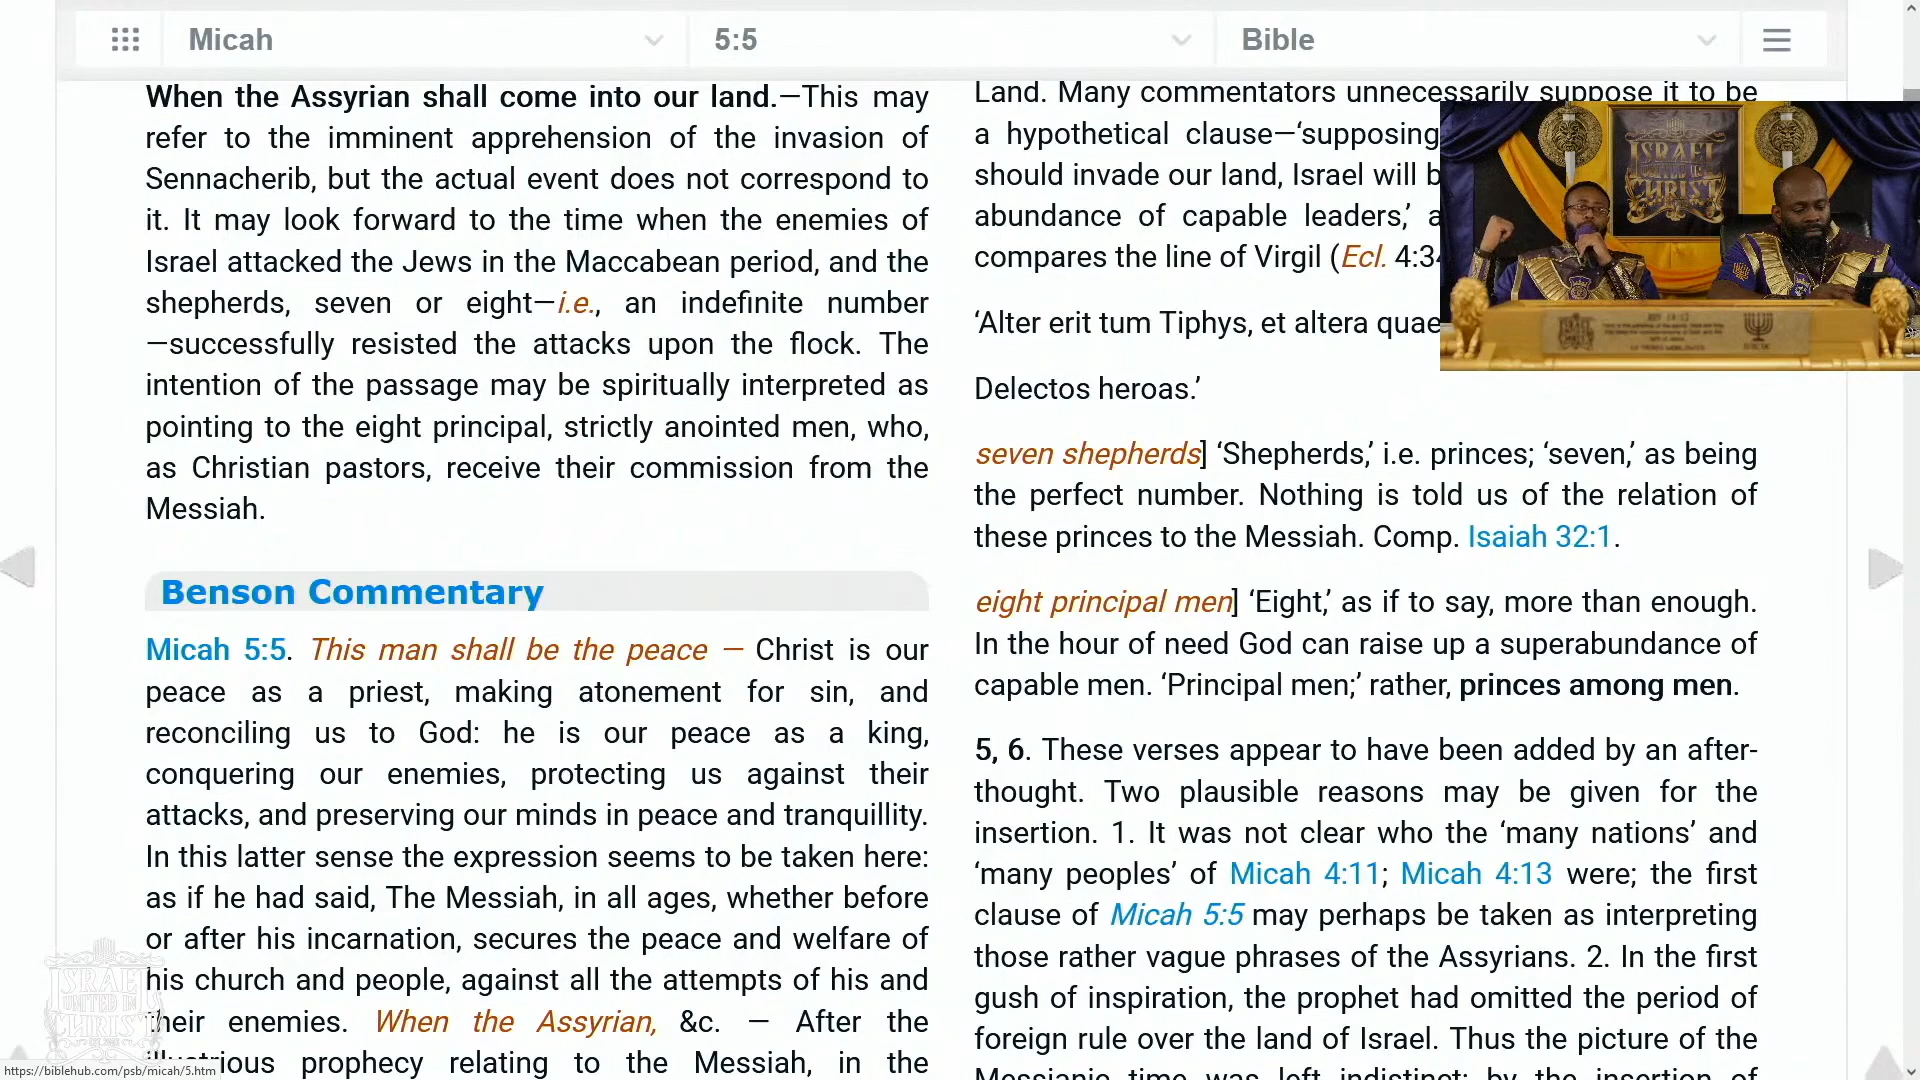 Micah
5:5
Bible
When the Assyrian shall come into our land.—This may
refer to the imminent apprehension of the invasion of
Sennacherib, but the actual event does not correspond to
it. It may look forward to the time when the enemies of
Israel attacked the Jews in the Maccabean period, and the
shepherds, seven or eight—i.e., an indefinite number
—successfully resisted the attacks upon the flock. The
intention of the passage may be spiritually interpreted as
pointing to the eight principal, strictly anointed men, who,
as Christian pastors, receive their commission from the
Messiah.
Benson Commentary
Micah 5:5. This man shall be the peace — Christ is our
peace as a priest, making atonement for sin, and
reconciling us to God: he is our peace as a king,
conquering our enemies, protecting us against their
attacks, and preserving our minds in peace and tranquillity.
In this latter sense the expression seems to be taken here:
as if he had said, The Messiah, in all ages, whether before
or after his incarnation, secures the peace and welfare of
his church and people, against all the attempts of his and
their enemies. When the Assyrian, &c. — After the
illustrious prophecy relating to the Messiah, in the
Land. Many commentators unnecessarily suppose it to be
a hypothetical clause—‘supposing
should invade our land, Israel will
abundance of capable leaders,’
compares the line of Virgil (Ecl. 4:34
‘Alter erit tum Tiphys, et altera quae
Delectos heroas.’
seven shepherds] ‘Shepherds,’ i.e. princes; ‘seven,’ as being
the perfect number. Nothing is told us of the relation of
these princes to the Messiah. Comp. Isaiah 32:1.
eight principal men] ‘Eight,’ as if to say, more than enough.
In the hour of need God can raise up a superabundance of
capable men. ‘Principal men;’ rather, princes among men.
5, 6. These verses appear to have been added by an after-
thought. Two plausible reasons may be given for the
insertion. 1. It was not clear who the ‘many nations’ and
‘many peoples’ of Micah 4:11; Micah 4:13 were; the first
clause of Micah 5:5 may perhaps be taken as interpreting
those rather vague phrases of the Assyrians. 2. In the first
gush of inspiration, the prophet had omitted the period of
foreign rule over the land of Israel. Thus the picture of the
Messianic time was left indistinct; by the insertion of
ISRAEL
UNITED IN
CHRIST
ISRAEL
UNITED IN
CHRIST
https://biblehub.com/psb/micah/5.htm